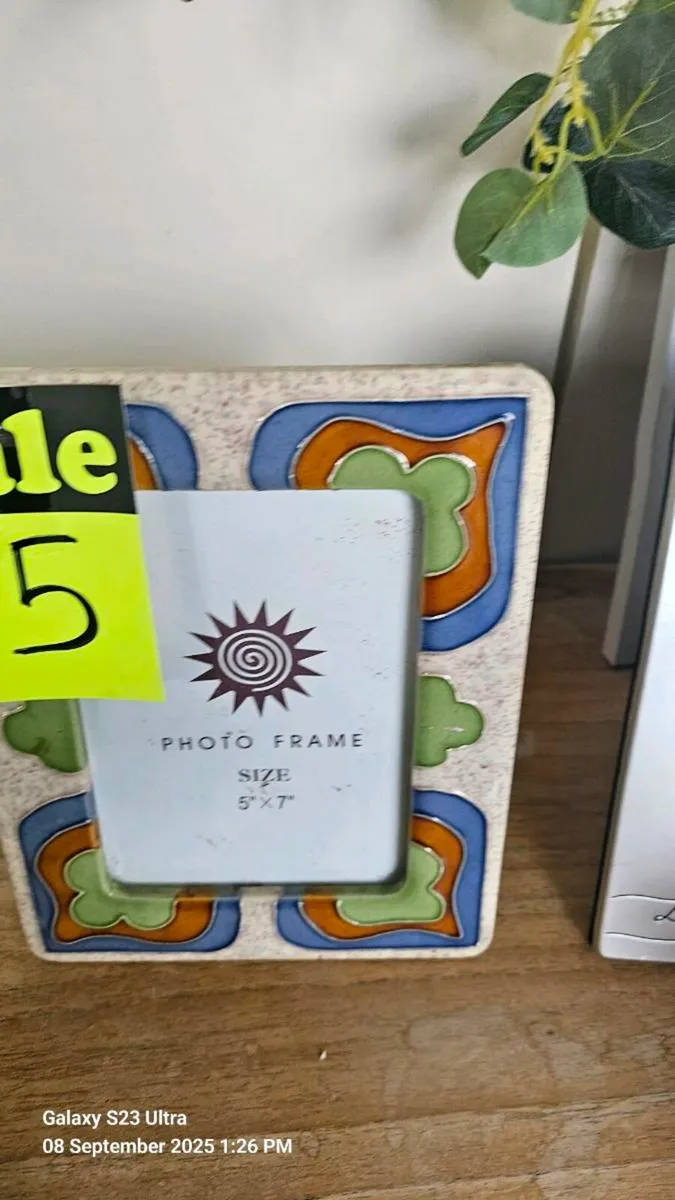 ale
5
PHOTO FRAME
SIZE
5"×7"
Galaxy S23 Ultra
08 September 2025 1:26 PM